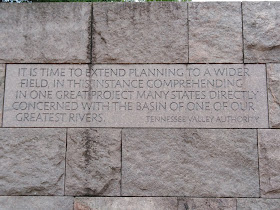 IT IS TIME TO EXTEND PLANNING TO A WIDER
FIELD, IN THIS INSTANCE COMPREHENDING
IN ONE GREAT PROJECT MANY STATES DIRECTLY
CONCERNED WITH THE BASIN OF ONE OF OUR
GREATEST RIVERS. TENNESSEE VALLEY AUTHORITY